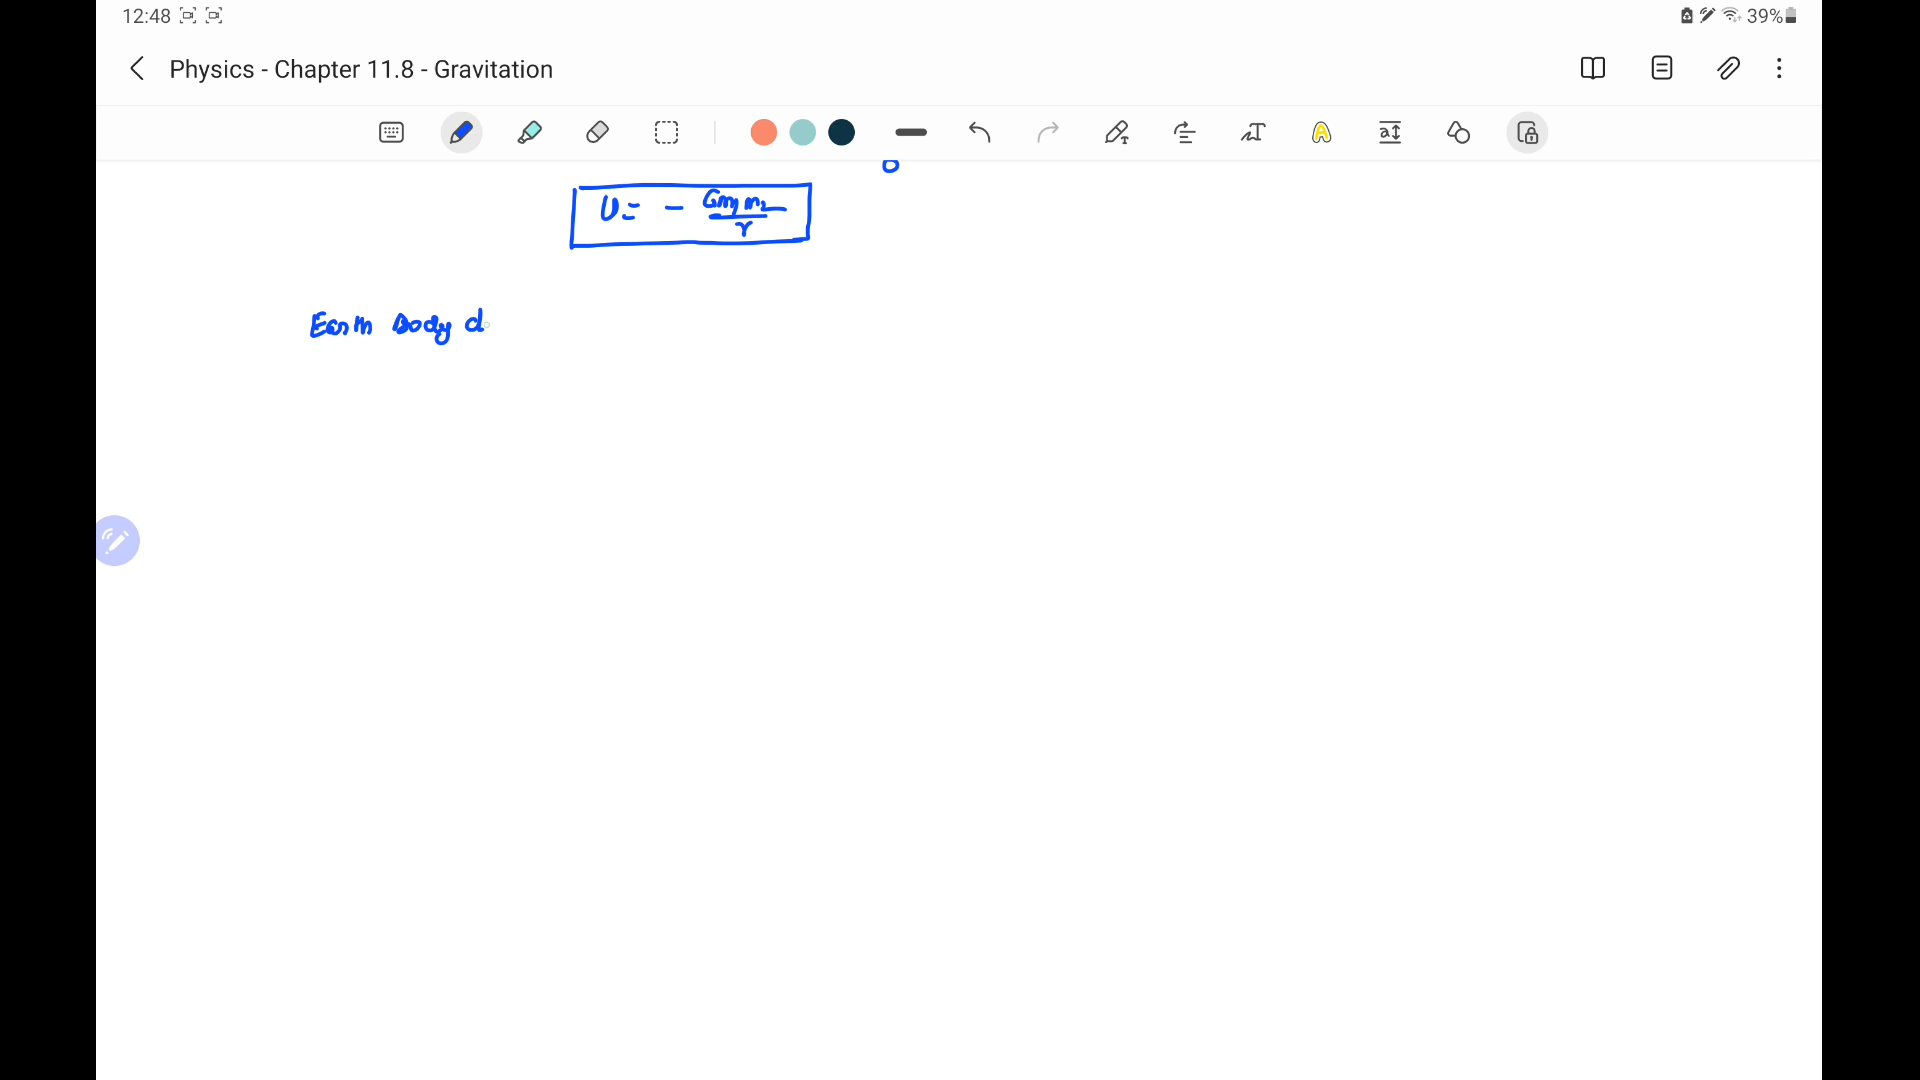 12:48 39%
Physics - Chapter 11.8 - Gravitation
U = - Gm₁m₂/r
Body d